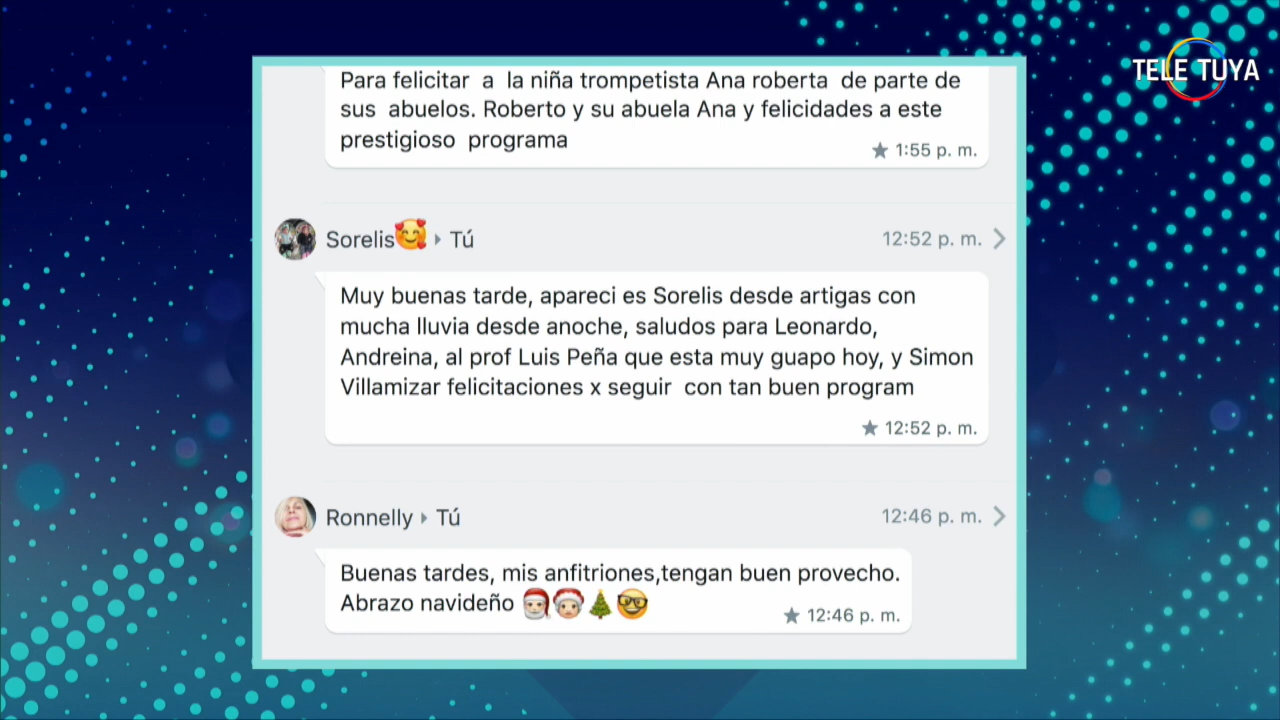 TELE TUYA
Para felicitar a la niña trompetista Ana roberta de parte de
sus abuelos. Roberto y su abuela Ana y felicidades a este
prestigioso programa
★ 1:55 p. m.
Sorelis🥰 ▸ Tú
12:52 p. m.
Muy buenas tarde, apareci es Sorelis desde artigas con
mucha lluvia desde anoche, saludos para Leonardo,
Andreina, al prof Luis Peña que esta muy guapo hoy, y Simon
Villamizar felicitaciones x seguir con tan buen program
★ 12:52 p. m.
Ronnelly ▸ Tú
12:46 p. m.
Buenas tardes, mis anfitriones,tengan buen provecho.
Abrazo navideño 🎅🏻🤶🏻🎄🤓
★ 12:46 p. m.